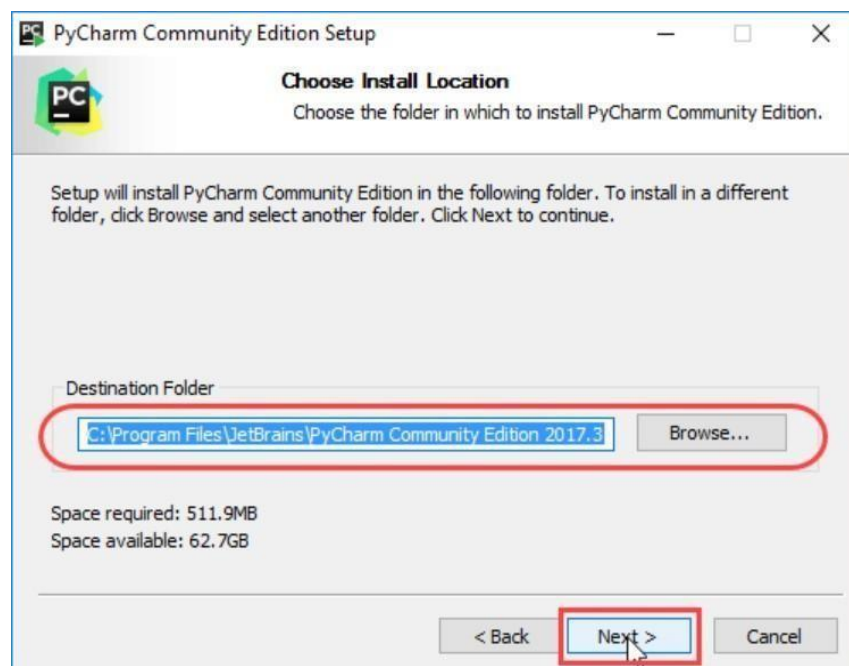 PC PyCharm Community Edition Setup
PC
Choose Install Location
Choose the folder in which to install PyCharm Community Edition.
Setup will install PyCharm Community Edition in the following folder. To install in a different
folder, click Browse and select another folder. Click Next to continue.
Destination Folder
C:\Program Files\JetBrains\PyCharm Community Edition 2017.3
Browse...
Space required: 511.9MB
Space available: 62.7GB
< Back Next > Cancel